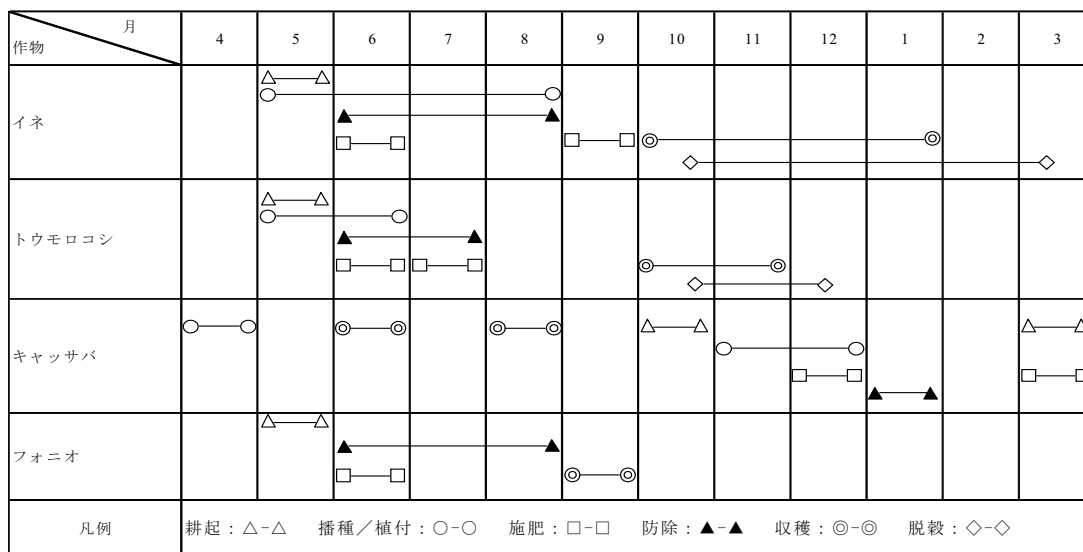 月
作物
4 5 6 7 8 9 10 11 12 1 2 3
イネ
トウモロコシ
キャッサバ
フォニオ
凡例 耕起：△-△ 播種／植付：○-○ 施肥：□-□ 防除：▲-▲ 収穫：◎-◎ 脱穀：◇-◇